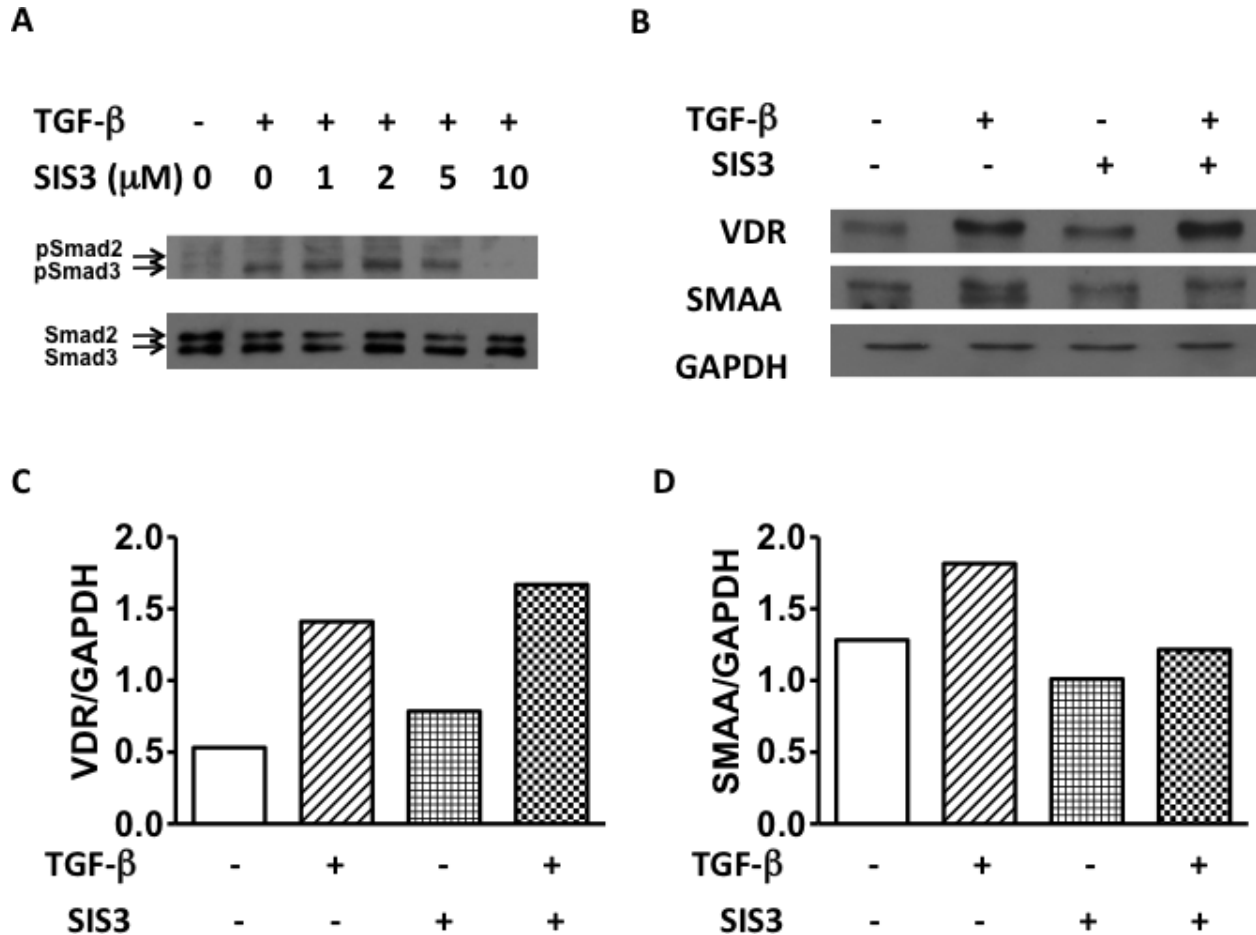 A
TGF-β - + + + + +
SIS3 (μM) 0 0 1 2 5 10
pSmad2
pSmad3
Smad2
Smad3
B
TGF-β - + - +
SIS3 - - + +
VDR
SMAA
GAPDH
C
VDR/GAPDH
2.0
1.5
1.0
0.5
0.0
TGF-β - + - +
SIS3 - - + +
D
SMAA/GAPDH
2.0
1.5
1.0
0.5
0.0
TGF-β - + - +
SIS3 - - + +